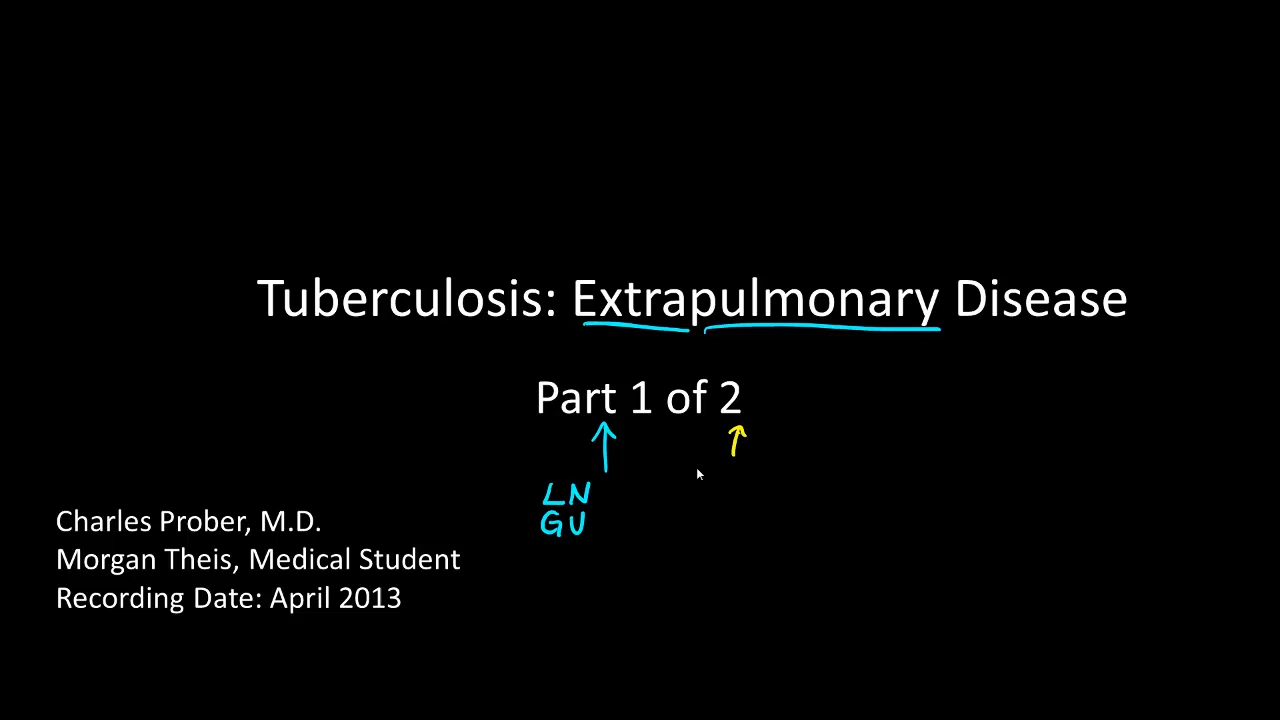 Tuberculosis: Extrapulmonary Disease
Part 1 of 2
LN
GU
Charles Prober, M.D.
Morgan Theis, Medical Student
Recording Date: April 2013